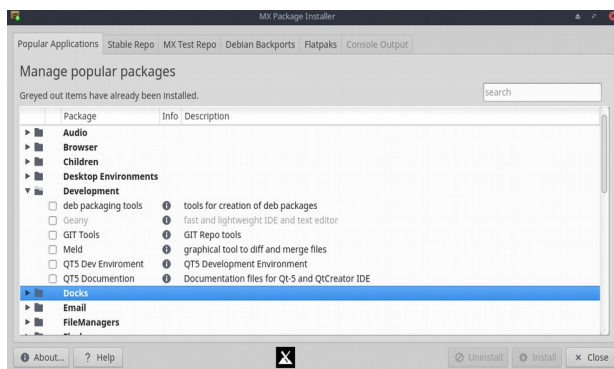 MX Package Installer
Popular Applications Stable Repo MX Test Repo Debian Backports Flatpaks Console Output
Manage popular packages
Greyed out items have already been installed.
search
Package Info Description
Audio
Browser
Children
Desktop Environments
Development
deb packaging tools tools for creation of deb packages
Geany fast and lightweight IDE and text editor
GIT Tools GIT Repo tools
Meld graphical tool to diff and merge files
QT5 Dev Enviroment QT5 Development Environment
QT5 Documention Documentation files for Qt-5 and QtCreator IDE
Docks
Email
FileManagers
About... ? Help Uninstall Install × Close